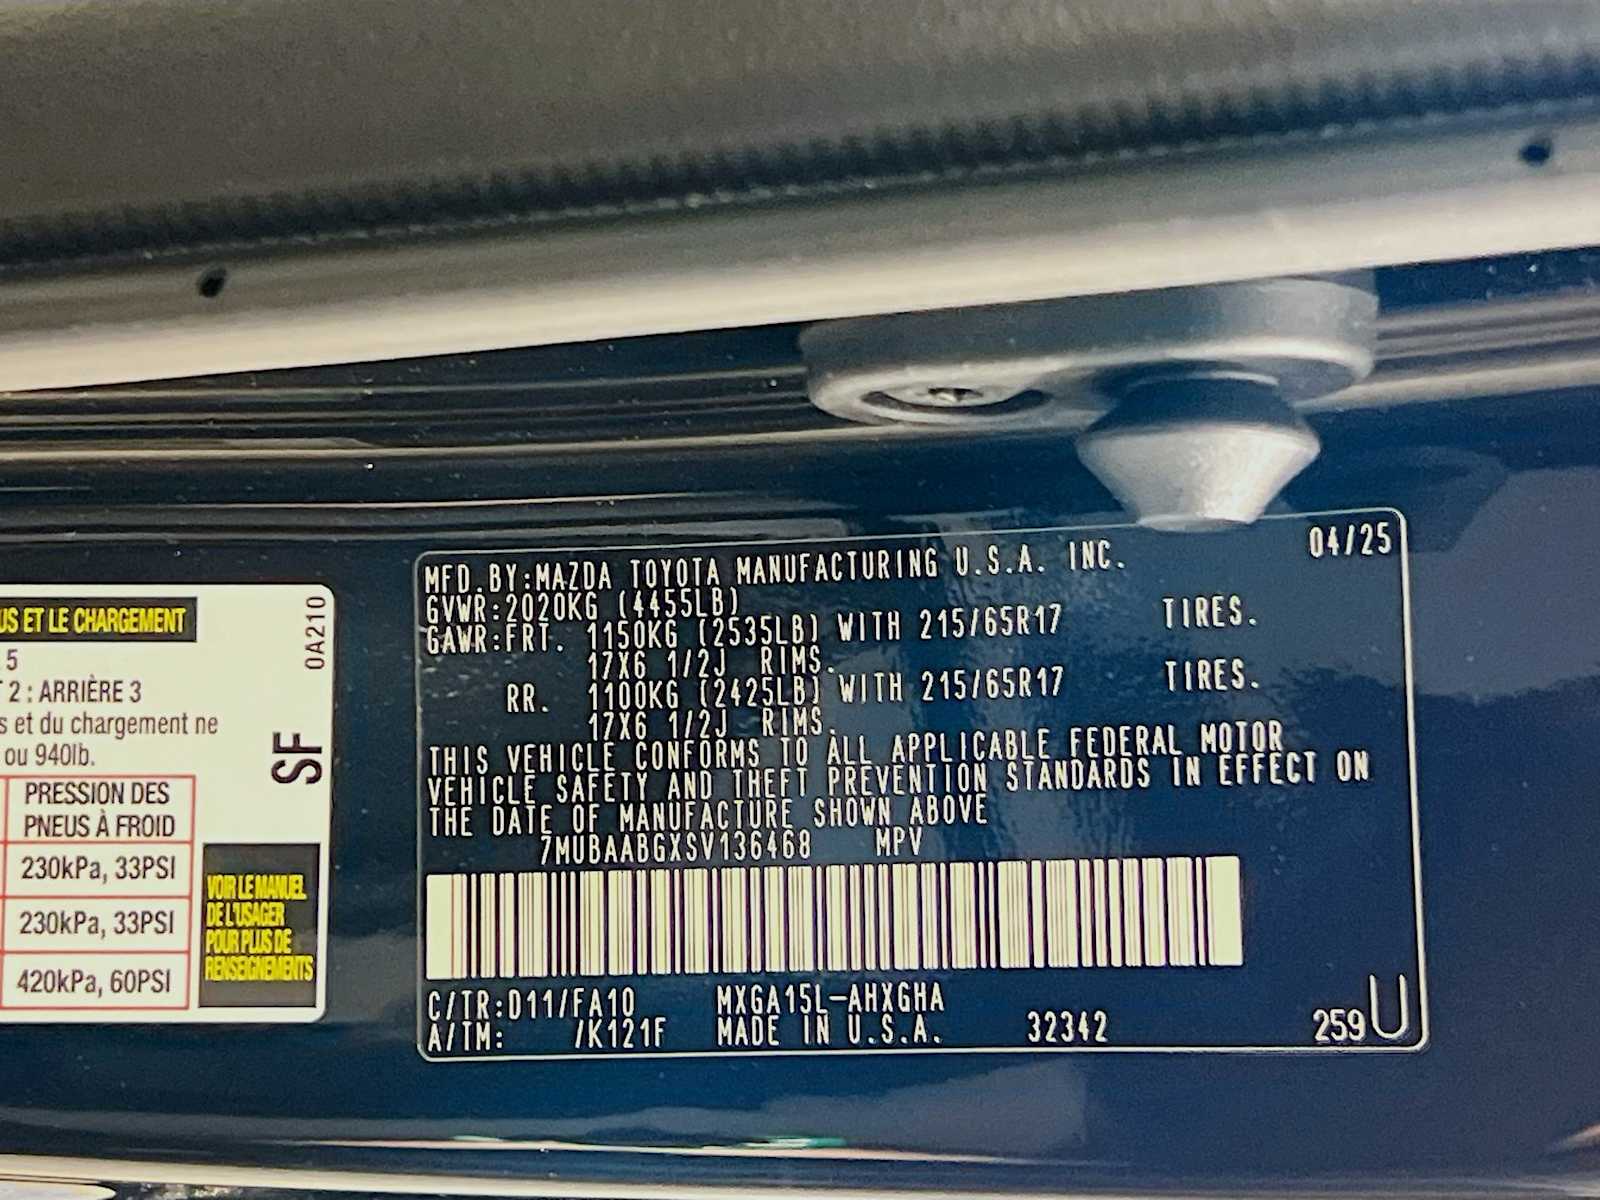 US ET LE CHARGEMENT
0A210
5
2 : ARRIÈRE 3
s et du chargement ne
ou 940lb.
SF
PRESSION DES
PNEUS À FROID
230kPa, 33PSI
230kPa, 33PSI
420kPa, 60PSI
VOIR LE MANUEL
DE L'USAGER
POUR PLUS DE
RENSEIGNEMENTS
04/25
MFD.BY:MAZDA TOYOTA MANUFACTURING U.S.A. INC.
GVWR:2020KG (4455LB)
GAWR:FRT. 1150KG (2535LB) WITH 215/65R17 TIRES.
17X6 1/2J RIMS.
RR. 1100KG (2425LB) WITH 215/65R17 TIRES.
17X6 1/2J RIMS.
THIS VEHICLE CONFORMS TO ALL APPLICABLE FEDERAL MOTOR
VEHICLE SAFETY AND THEFT PREVENTION STANDARDS IN EFFECT ON
THE DATE OF MANUFACTURE SHOWN ABOVE
7MUBAABGXSV136468 MPV
C/TR:D11/FA10 MXGA15L-AHXGHA
A/TM: /K121F MADE IN U.S.A. 32342 259U